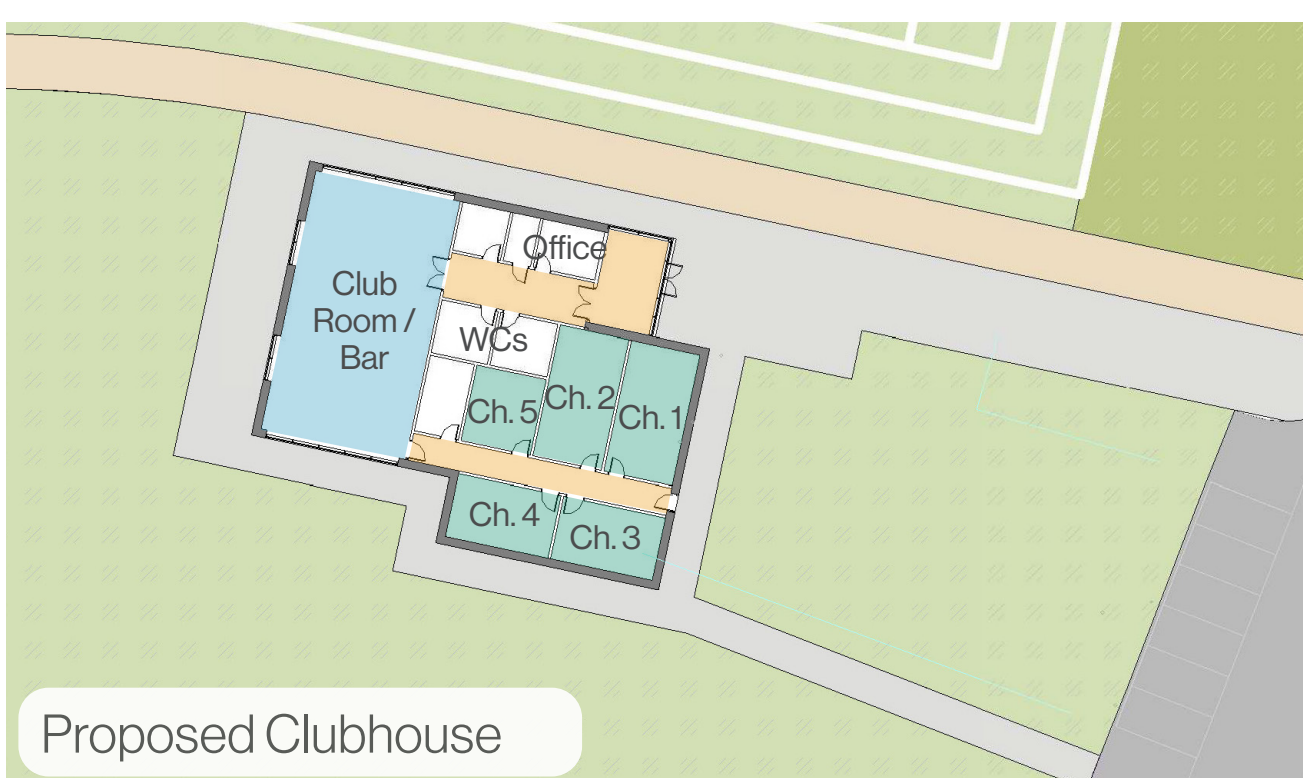 Office
Club
Room /
Bar
WCs
Ch. 5
Ch. 2
Ch. 1
Ch. 4
Ch. 3
Proposed Clubhouse